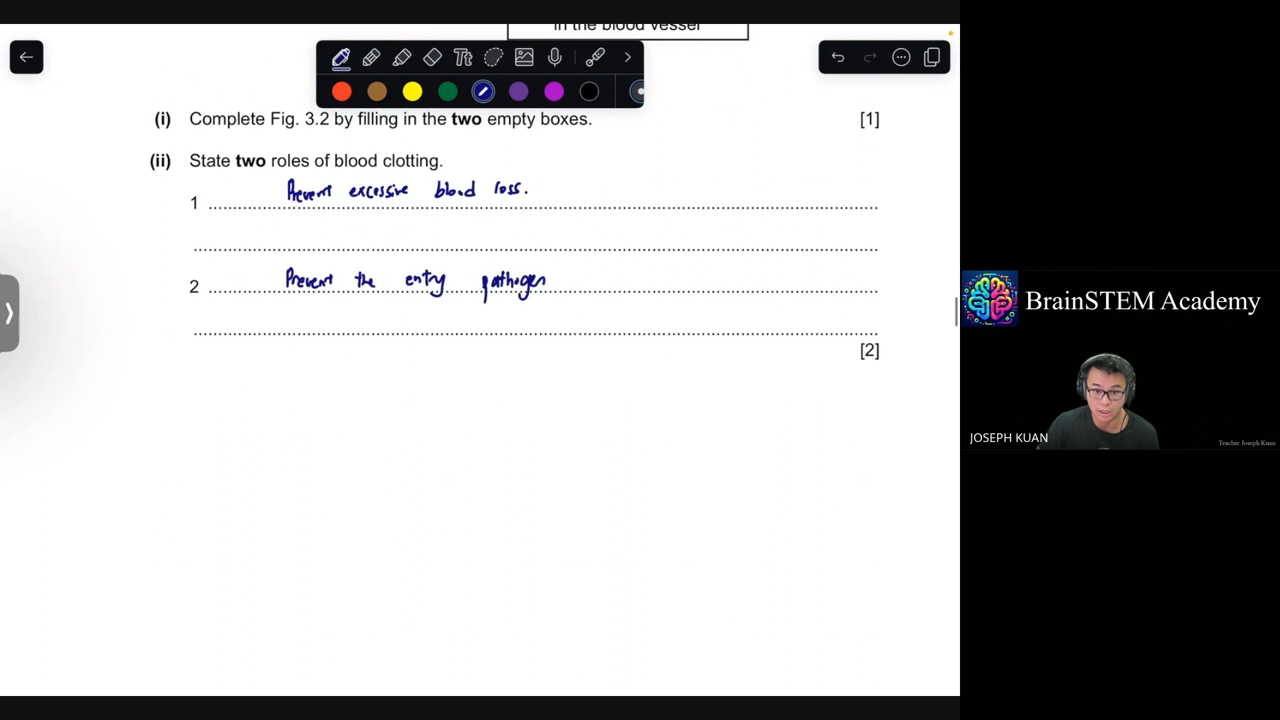 in the blood vessel
Tt
(i) Complete Fig. 3.2 by filling in the two empty boxes. [1]
(ii) State two roles of blood clotting.
1 Prevent excessive blood loss.
2 Prevent the entry pathogen
[2]
BrainSTEM Academy
JOSEPH KUAN
Teacher Joseph Kuan